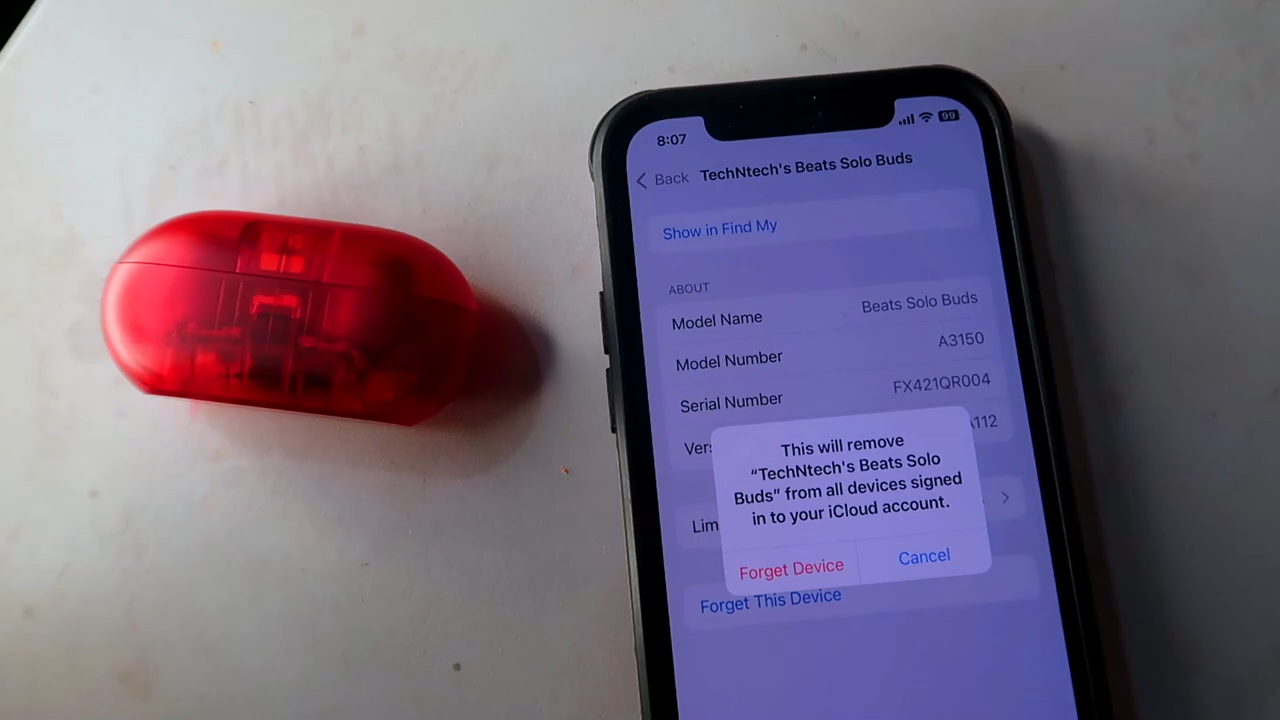 8:07
99
Back
TechNtech's Beats Solo Buds
Show in Find My
ABOUT
Model Name
Beats Solo Buds
Model Number
A3150
Serial Number
FX421QR004
This will remove
“TechNtech's Beats Solo
Buds” from all devices signed
in to your iCloud account.
Forget Device
Cancel
Forget This Device